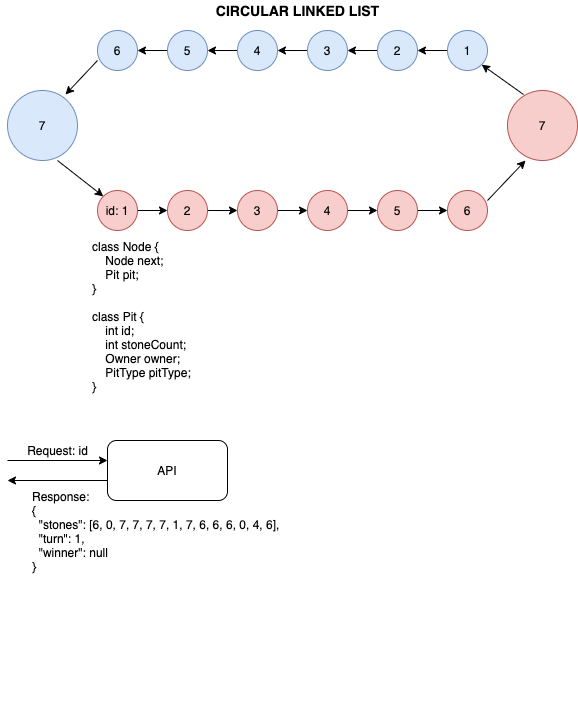 CIRCULAR LINKED LIST
6 5 4 3 2 1
7 7
id: 1 2 3 4 5 6
class Node {
Node next;
Pit pit;
}
class Pit {
int id;
int stoneCount;
Owner owner;
PitType pitType;
}
Request: id
API
Response:
{
"stones": [6, 0, 7, 7, 7, 7, 1, 7, 6, 6, 6, 0, 4, 6],
"turn": 1,
"winner": null
}